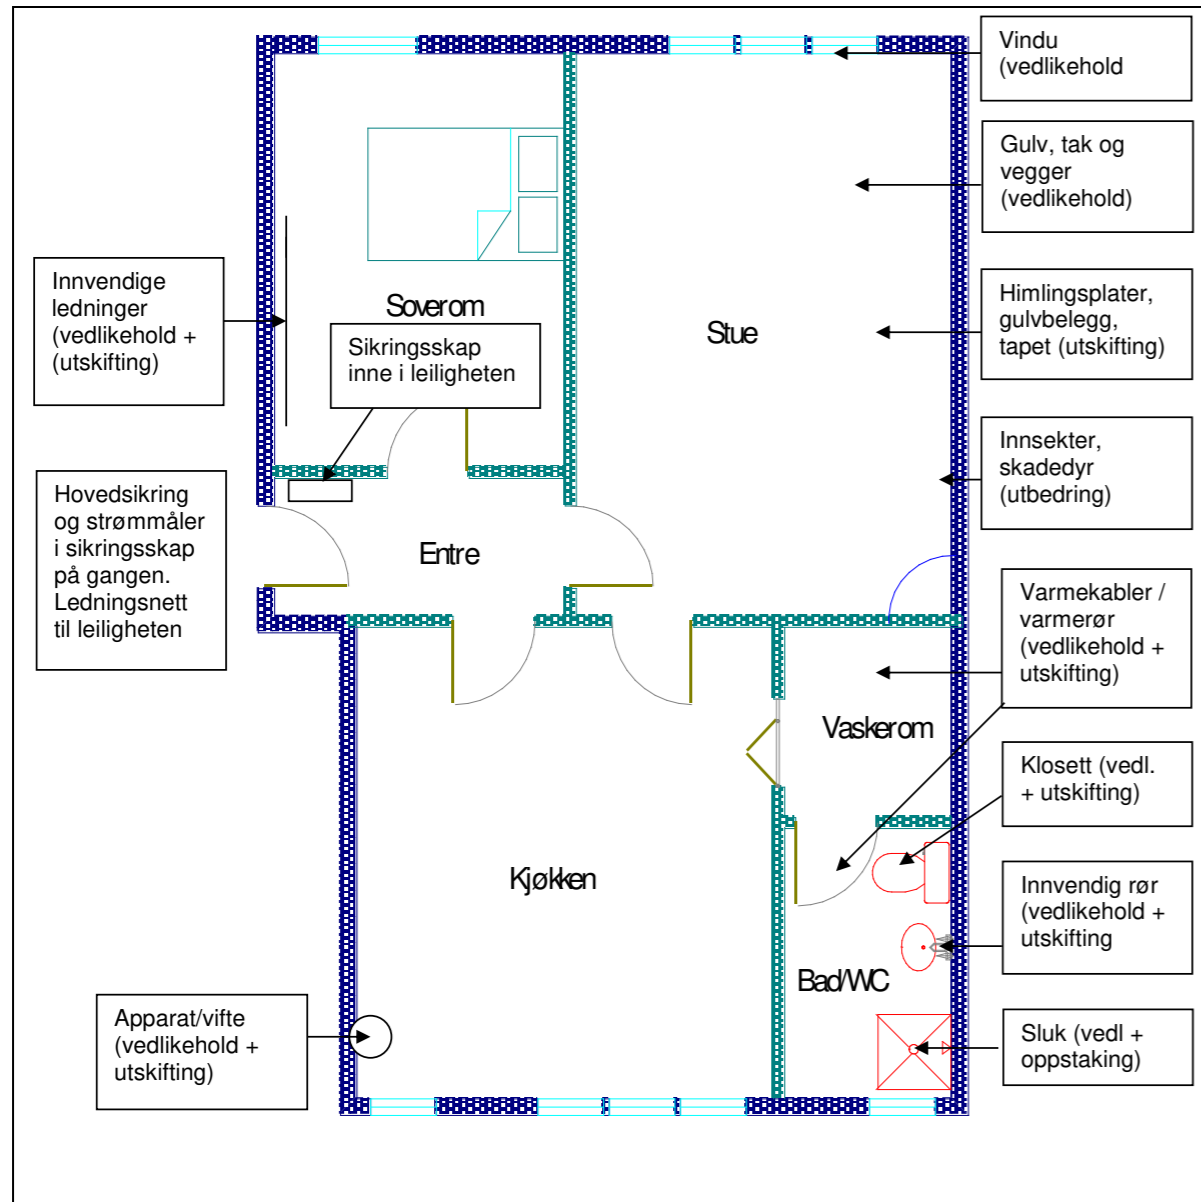 Vindu
(vedlikehold
Gulv, tak og
vegger
(vedlikehold)
Innvendige
ledninger
(vedlikehold +
(utskifting)
Soverom
Sikringsskap
inne i leiligheten
Stue
Himlingsplater,
gulvbelegg,
tapet (utskifting)
Innsekter,
skadedyr
(utbedring)
Hovedsikring
og strømmåler
i sikringsskap
på gangen.
Ledningsnett
til leiligheten
Entre
Varmekabler /
varmerør
(vedlikehold +
utskifting)
Vaskerom
Klosett (vedl.
+ utskifting)
Kjøkken
Innvendig rør
(vedlikehold +
utskifting
Bad/WC
Apparat/vifte
(vedlikehold +
utskifting)
Sluk (vedl +
oppstaking)